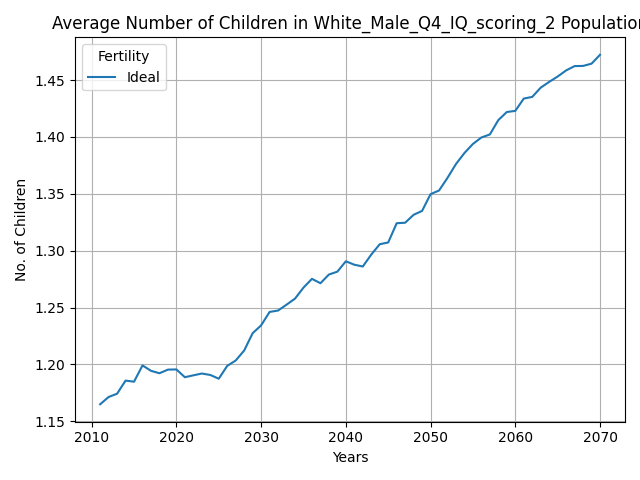 Average Number of Children in White_Male_Q4_IQ_scoring_2 Population
Fertility
Ideal
No. of Children
1.45
1.40
1.35
1.30
1.25
1.20
1.15
2010 2020 2030 2040 2050 2060 2070
Years